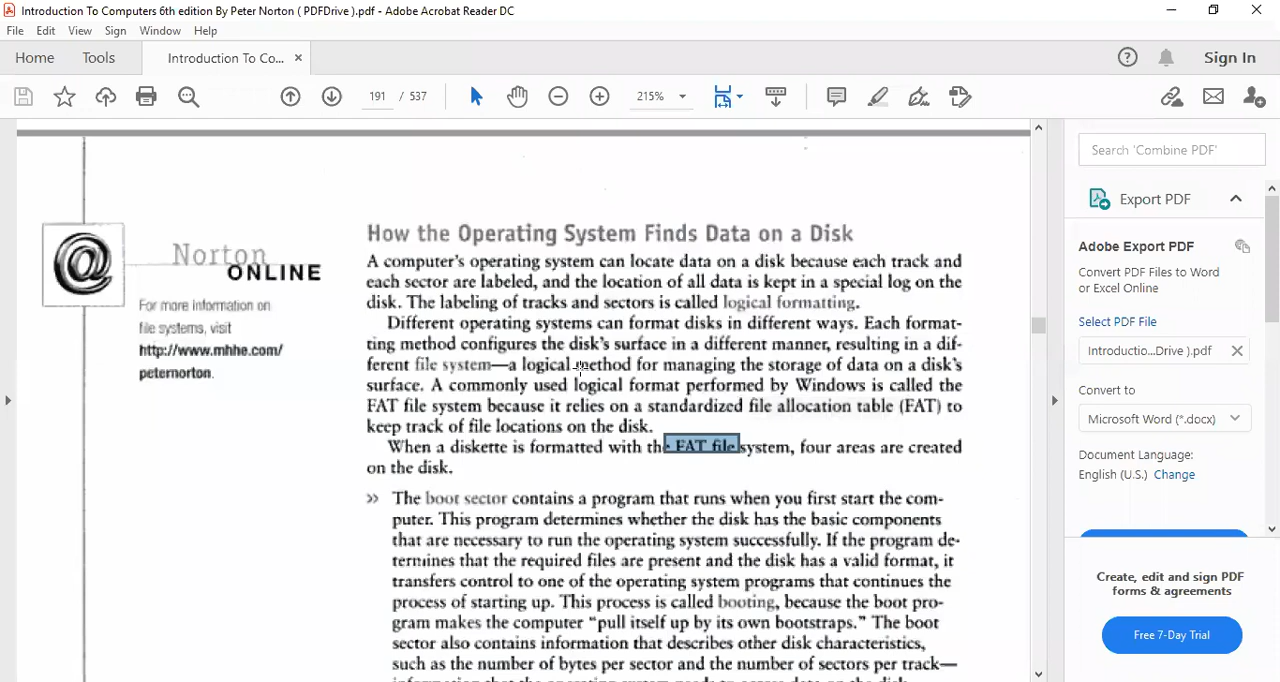 Introduction To Computers 6th edition By Peter Norton ( PDFDrive ).pdf - Adobe Acrobat Reader DC
File Edit View Sign Window Help
Home Tools Introduction To Co... × Sign In
191 / 537 215%
Search 'Combine PDF'
Export PDF
Adobe Export PDF
Convert PDF Files to Word
or Excel Online
Select PDF File
Introductio...Drive ).pdf
Convert to
Microsoft Word (*.docx)
Document Language:
English (U.S.) Change
Create, edit and sign PDF
forms & agreements
Free 7-Day Trial
@
Norton
ONLINE
For more information on
file systems, visit
http://www.mhhe.com/
peternorton.
How the Operating System Finds Data on a Disk
A computer's operating system can locate data on a disk because each track and
each sector are labeled, and the location of all data is kept in a special log on the
disk. The labeling of tracks and sectors is called logical formatting.
Different operating systems can format disks in different ways. Each format-
ting method configures the disk's surface in a different manner, resulting in a dif-
ferent file system—a logical method for managing the storage of data on a disk's
surface. A commonly used logical format performed by Windows is called the
FAT file system because it relies on a standardized file allocation table (FAT) to
keep track of file locations on the disk.
When a diskette is formatted with the FAT file system, four areas are created
on the disk.
>> The boot sector contains a program that runs when you first start the com-
puter. This program determines whether the disk has the basic components
that are necessary to run the operating system successfully. If the program de-
termines that the required files are present and the disk has a valid format, it
transfers control to one of the operating system programs that continues the
process of starting up. This process is called booting, because the boot pro-
gram makes the computer "pull itself up by its own bootstraps." The boot
sector also contains information that describes other disk characteristics,
such as the number of bytes per sector and the number of sectors per track—